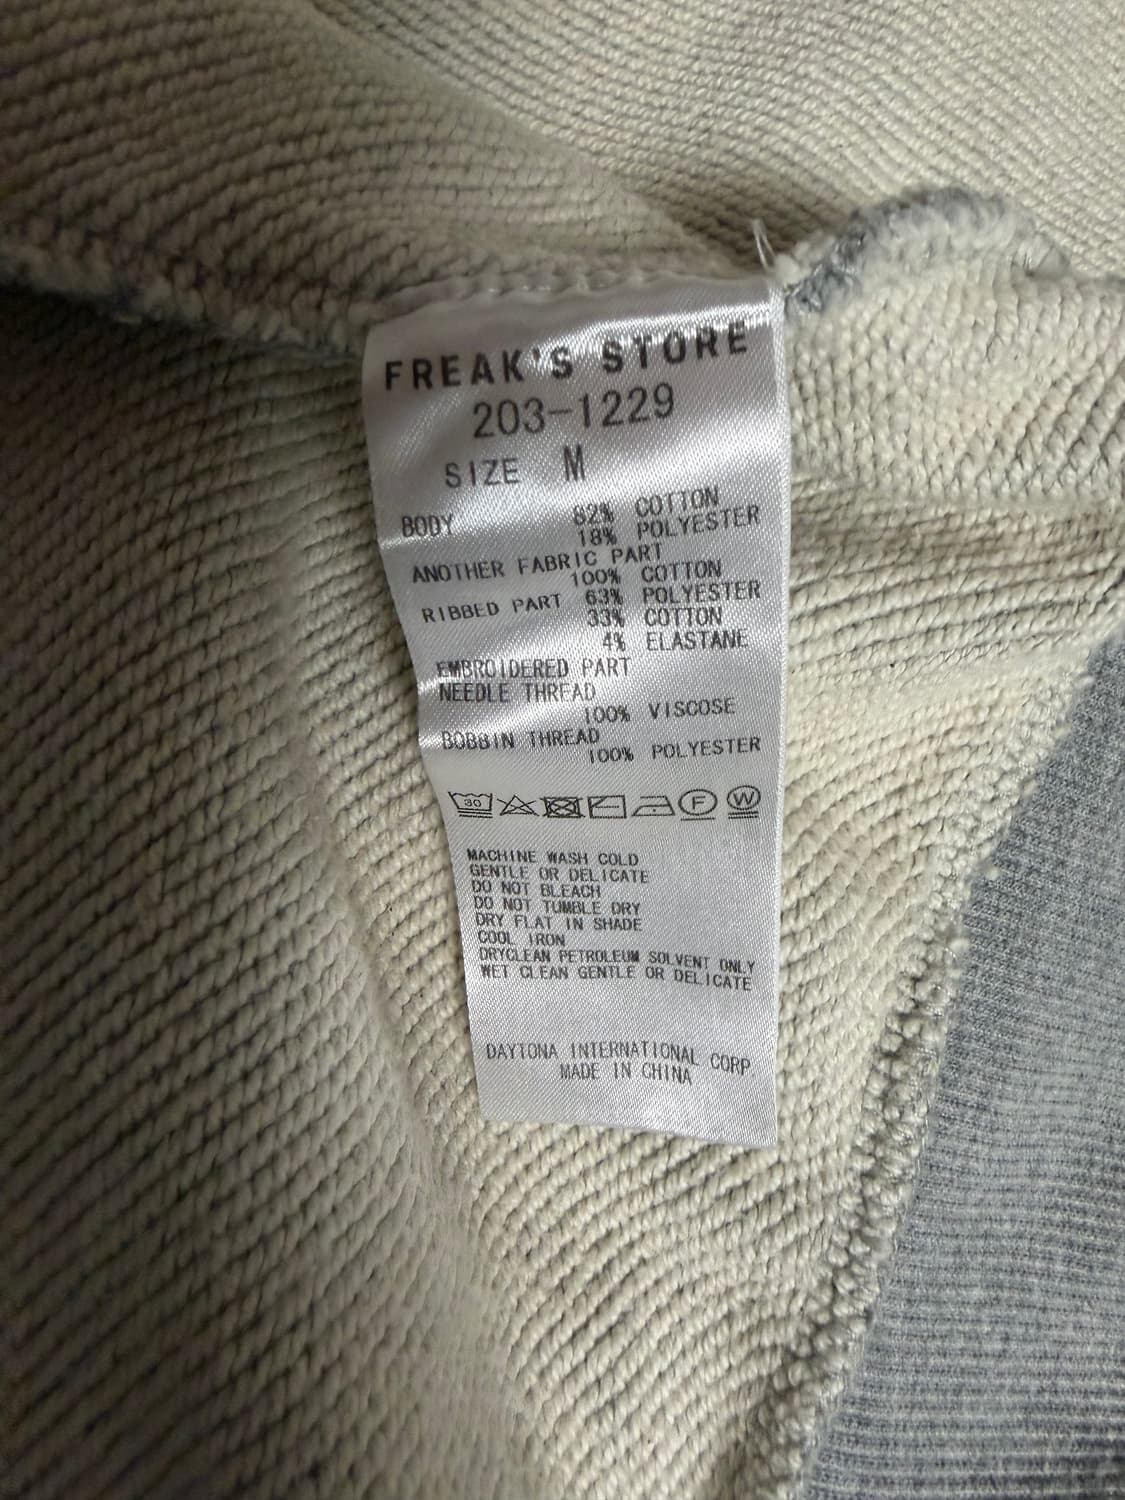 FREAK'S STORE
203-1229
SIZE M
BODY 82% COTTON
18% POLYESTER
ANOTHER FABRIC PART
100% COTTON
RIBBED PART 63% POLYESTER
33% COTTON
4% ELASTANE
EMBROIDERED PART
NEEDLE THREAD
100% VISCOSE
BOBBIN THREAD
100% POLYESTER
30 F W
MACHINE WASH COLD
GENTLE OR DELICATE
DO NOT BLEACH
DO NOT TUMBLE DRY
DRY FLAT IN SHADE
COOL IRON
DRYCLEAN PETROLEUM SOLVENT ONLY
WET CLEAN GENTLE OR DELICATE
DAYTONA INTERNATIONAL CORP
MADE IN CHINA